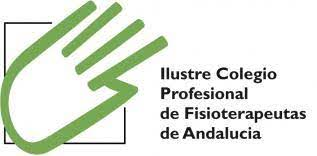 Ilustre Colegio
Profesional
de Fisioterapeutas
de Andalucia